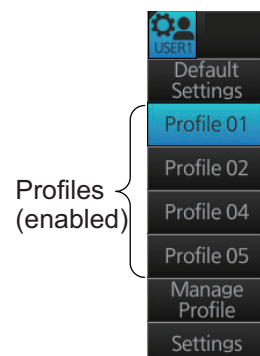 USER1
Default
Settings
Profile 01
Profile 02
Profiles
(enabled)
Profile 04
Profile 05
Manage
Profile
Settings